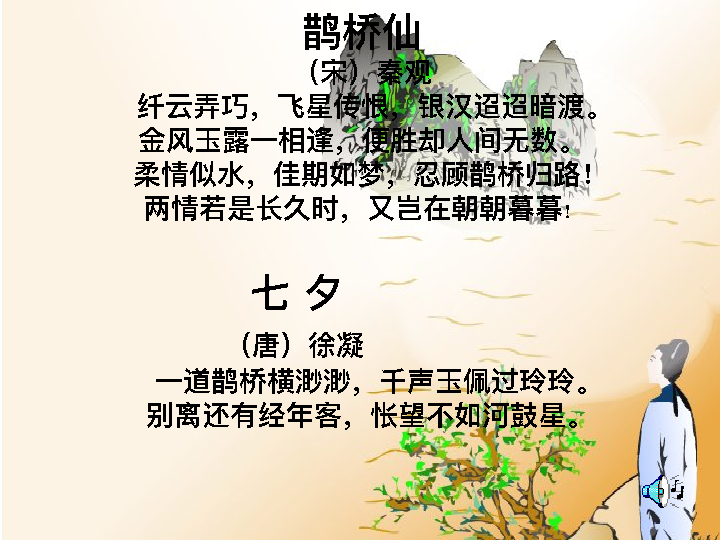 鹊桥仙
（宋）秦观
纤云弄巧，飞星传恨，银汉迢迢暗渡。
金风玉露一相逢，便胜却人间无数。
柔情似水，佳期如梦，忍顾鹊桥归路！
两情若是长久时，又岂在朝朝暮暮！
七 夕
（唐）徐凝
一道鹊桥横渺渺，千声玉佩过玲玲。
别离还有经年客，怅望不如河鼓星。